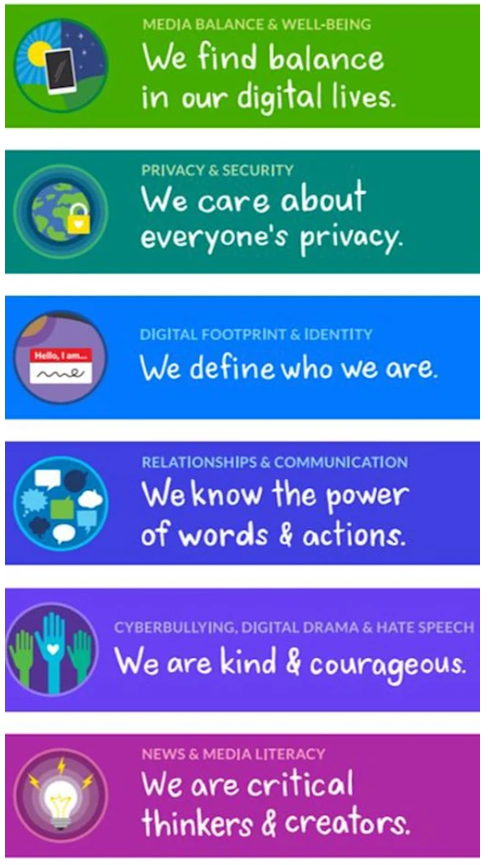 MEDIA BALANCE & WELL-BEING
We find balance
in our digital lives.
PRIVACY & SECURITY
We care about
everyone's privacy.
Hello, I am...
me
DIGITAL FOOTPRINT & IDENTITY
We define who we are.
RELATIONSHIPS & COMMUNICATION
We know the power
of words & actions.
CYBERBULLYING, DIGITAL DRAMA & HATE SPEECH
We are kind & courageous.
NEWS & MEDIA LITERACY
We are critical
thinkers & creators.